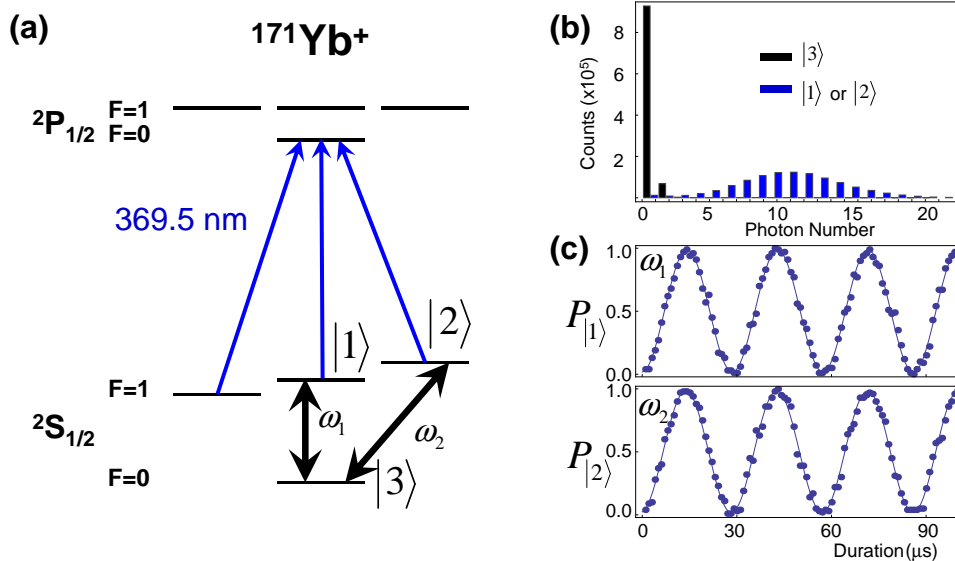 (a)
¹⁷¹Yb⁺
²P₁/₂
F=1
F=0
369.5 nm
|1⟩
|2⟩
F=1
ω₁
ω₂
²S₁/₂
F=0
|3⟩
(b)
Counts (x10⁵)
8
6
4
2
|3⟩
|1⟩ or |2⟩
0 5 10 15 20
Photon Number
(c)
ω₁
P|1⟩
1.0
0.5
0.0
ω₂
P|2⟩
1.0
0.5
0.0
0 30 60 90
Duration(μs)